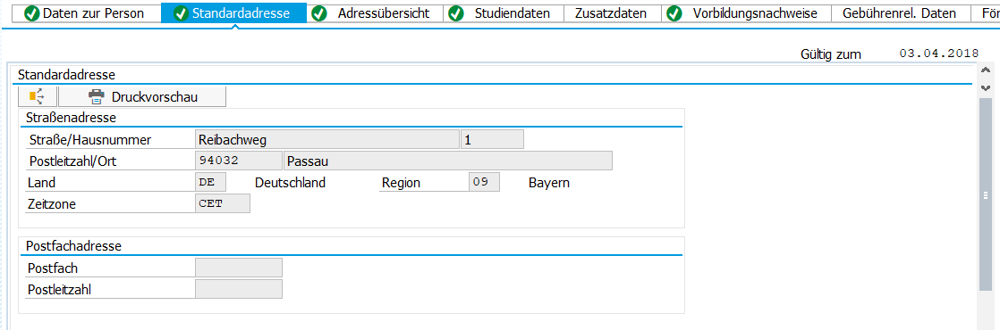 Daten zur Person Standardadresse Adressübersicht Studiendaten Zusatzdaten Vorbildungsnachweise Gebührenrel. Daten För
Gültig zum 03.04.2018
Standardadresse
Druckvorschau
Straßenadresse
Straße/Hausnummer Reibachweg 1
Postleitzahl/Ort 94032 Passau
Land DE Deutschland Region 09 Bayern
Zeitzone CET
Postfachadresse
Postfach
Postleitzahl